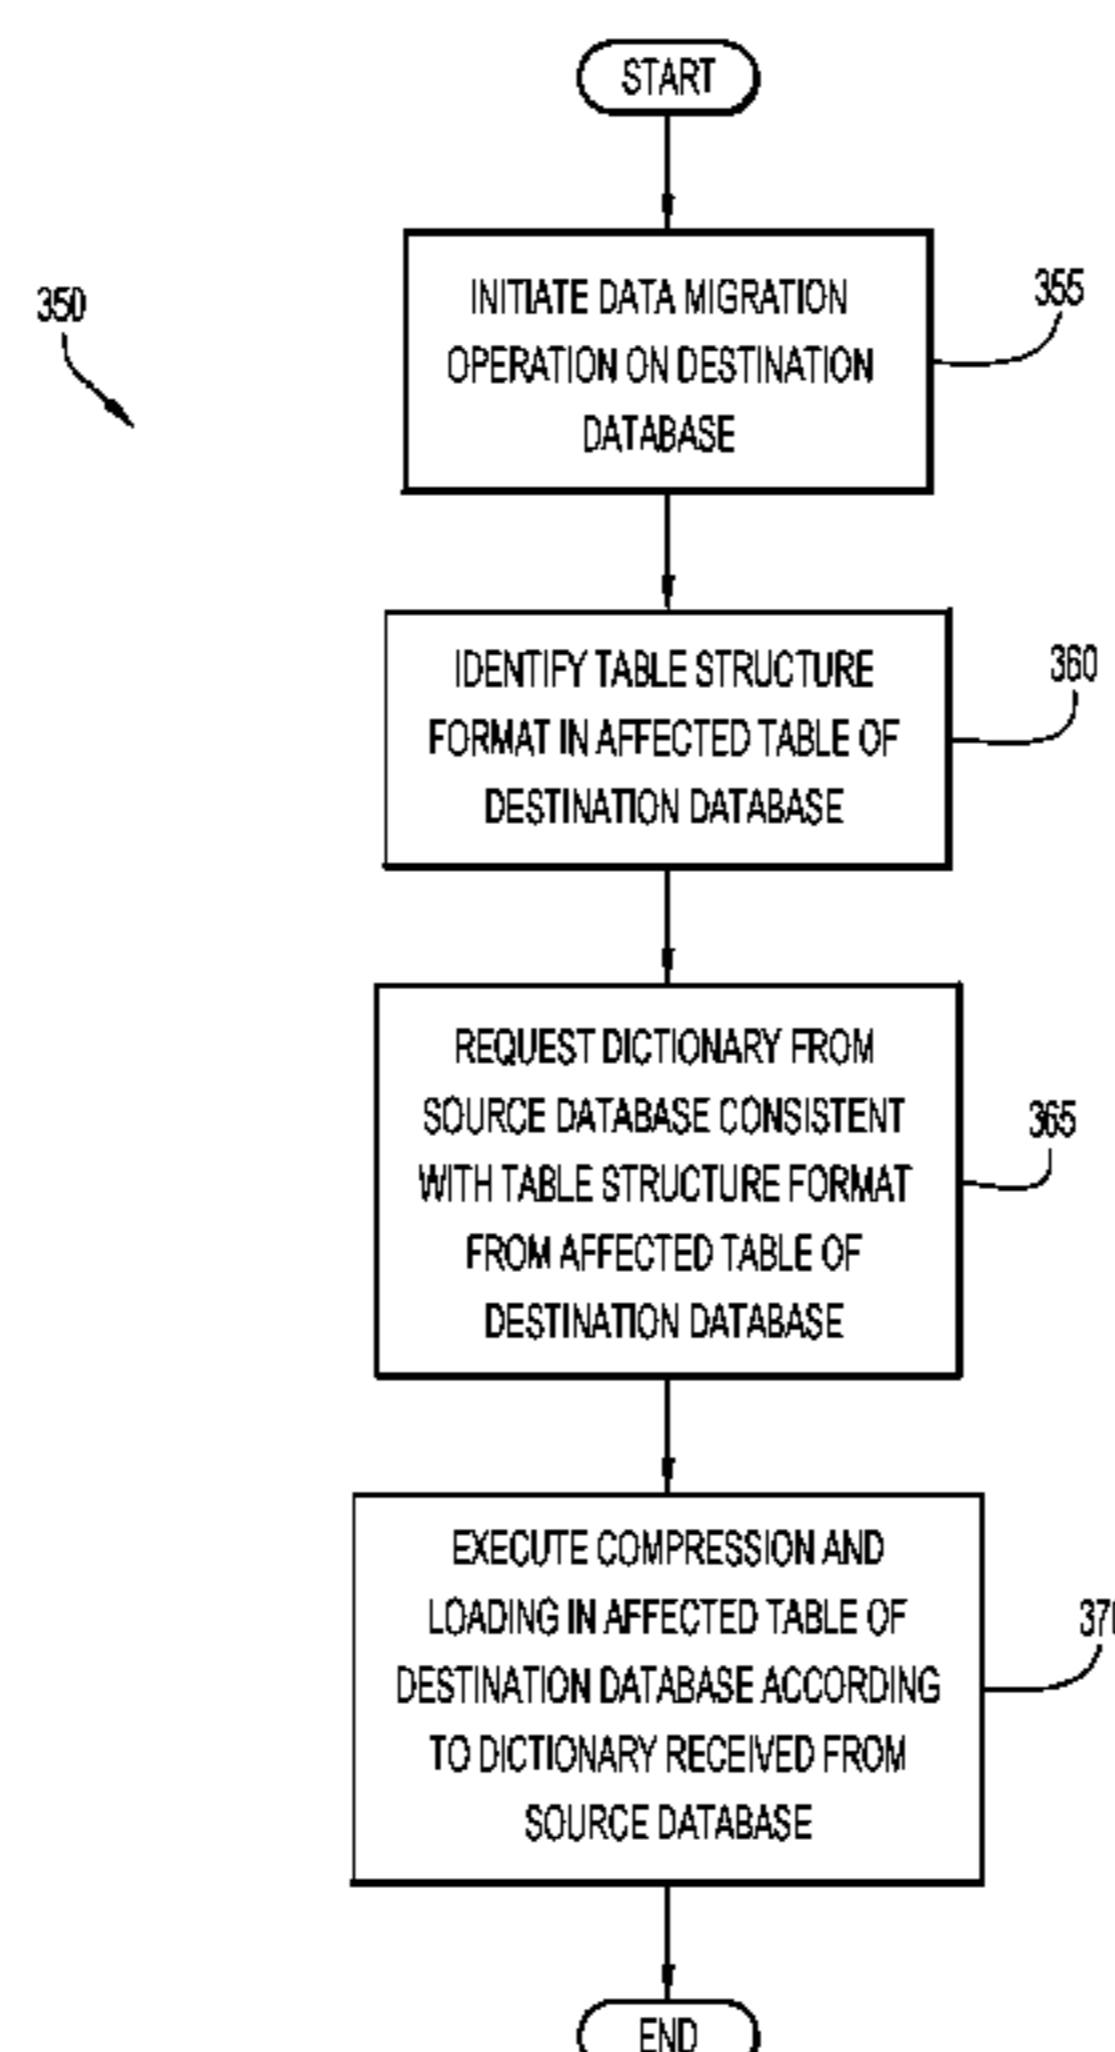 START
350
INITIATE DATA MIGRATION
OPERATION ON DESTINATION
DATABASE
355
IDENTIFY TABLE STRUCTURE
FORMAT IN AFFECTED TABLE OF
DESTINATION DATABASE
360
REQUEST DICTIONARY FROM
SOURCE DATABASE CONSISTENT
WITH TABLE STRUCTURE FORMAT
FROM AFFECTED TABLE OF
DESTINATION DATABASE
365
EXECUTE COMPRESSION AND
LOADING IN AFFECTED TABLE OF
DESTINATION DATABASE ACCORDING
TO DICTIONARY RECEIVED FROM
SOURCE DATABASE
370
END